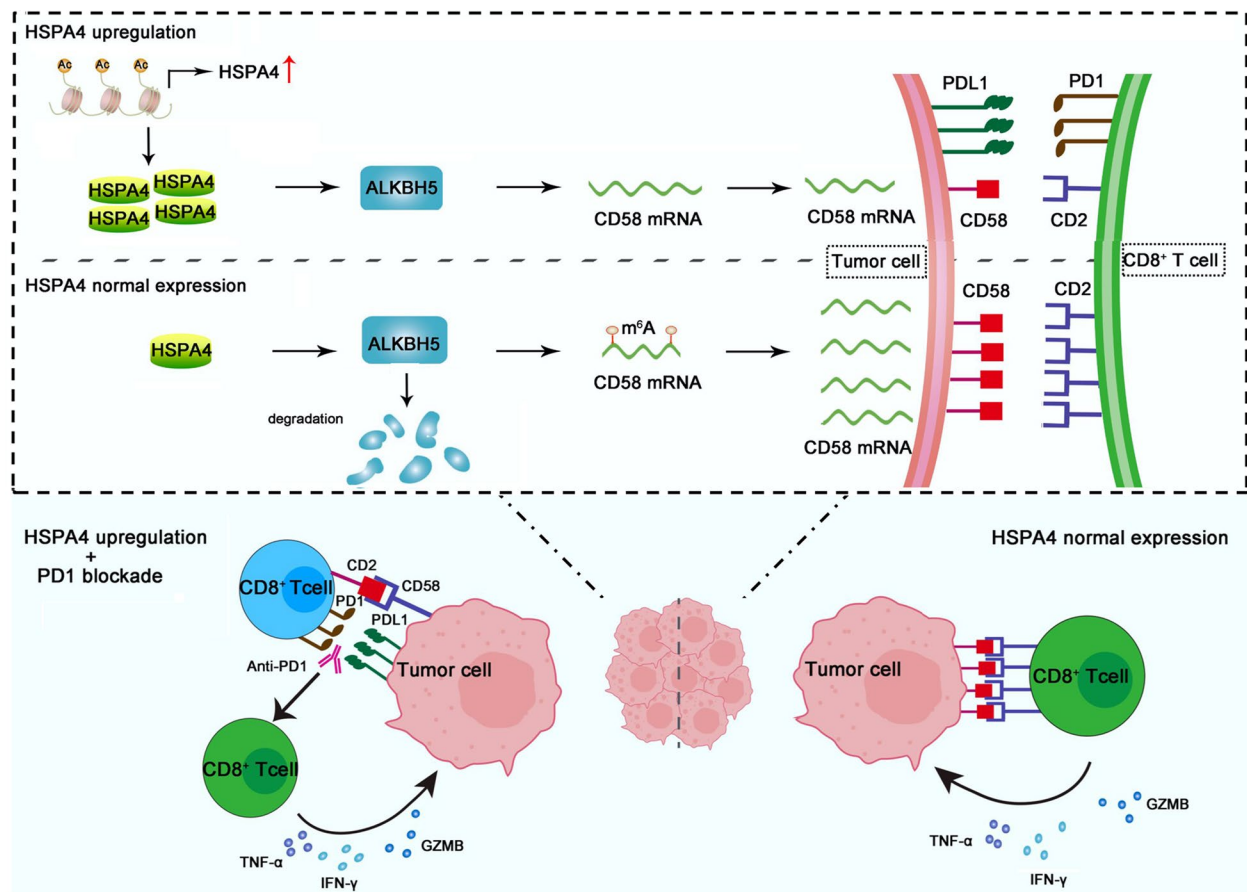 HSPA4 upregulation
Ac
Ac
Ac
HSPA4
PDL1
PD1
HSPA4
HSPA4
HSPA4
HSPA4
ALKBH5
CD58 mRNA
CD58 mRNA
CD58
CD2
Tumor cell
CD8⁺ T cell
HSPA4 normal expression
HSPA4
ALKBH5
m⁶A
CD58 mRNA
CD58
CD2
degradation
CD58 mRNA
HSPA4 upregulation
+
PD1 blockade
CD8⁺ Tcell
CD2
CD58
PD1
PDL1
Anti-PD1
Tumor cell
CD8⁺ Tcell
TNF-α
IFN-γ
GZMB
HSPA4 normal expression
Tumor cell
CD8⁺ Tcell
GZMB
TNF-α
IFN-γ